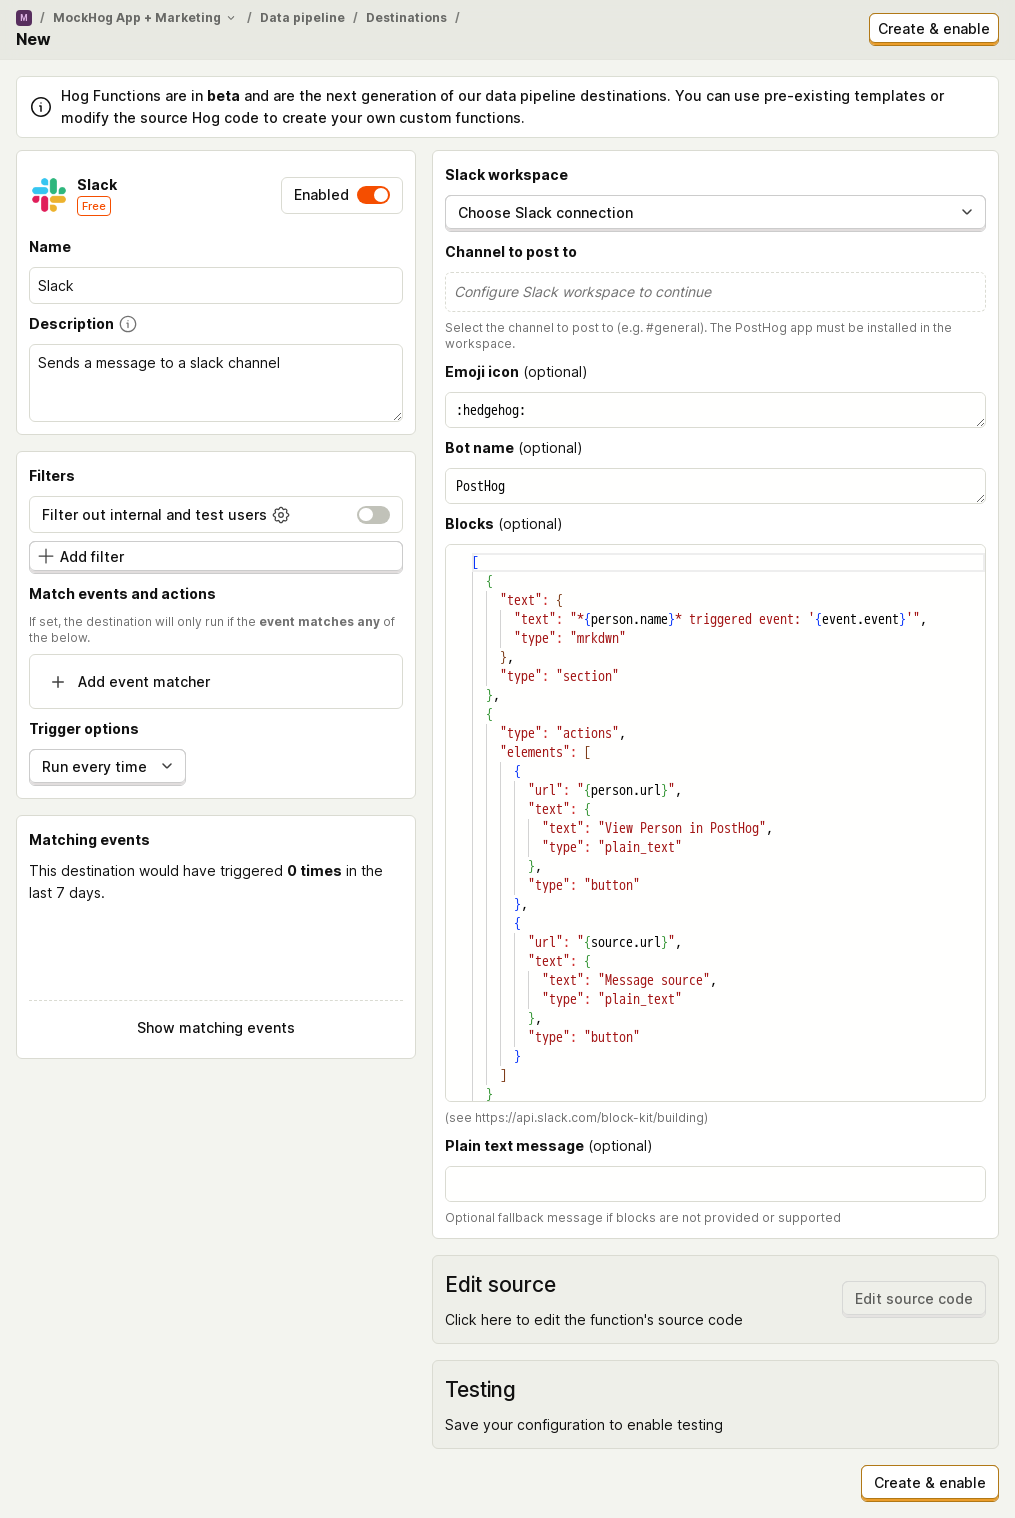 M / MockHog App + Marketing / Data pipeline / Destinations /
New
Create & enable
Hog Functions are in beta and are the next generation of our data pipeline destinations. You can use pre-existing templates or
modify the source Hog code to create your own custom functions.
Slack
Free
Enabled
Name
Slack
Description
Sends a message to a slack channel
Filters
Filter out internal and test users
Add filter
Match events and actions
If set, the destination will only run if the event matches any of
the below.
Add event matcher
Trigger options
Run every time
Matching events
This destination would have triggered 0 times in the
last 7 days.
Show matching events
Slack workspace
Choose Slack connection
Channel to post to
Configure Slack workspace to continue
Select the channel to post to (e.g. #general). The PostHog app must be installed in the
workspace.
Emoji icon (optional)
:hedgehog:
Bot name (optional)
PostHog
Blocks (optional)
[
  {
    "text": {
      "text": "*{person.name}* triggered event: '{event.event}'",
      "type": "mrkdwn"
    },
    "type": "section"
  },
  {
    "type": "actions",
    "elements": [
      {
        "url": "{person.url}",
        "text": {
          "text": "View Person in PostHog",
          "type": "plain_text"
        },
        "type": "button"
      },
      {
        "url": "{source.url}",
        "text": {
          "text": "Message source",
          "type": "plain_text"
        },
        "type": "button"
      }
    ]
  }
(see https://api.slack.com/block-kit/building)
Plain text message (optional)
Optional fallback message if blocks are not provided or supported
Edit source
Click here to edit the function's source code
Edit source code
Testing
Save your configuration to enable testing
Create & enable